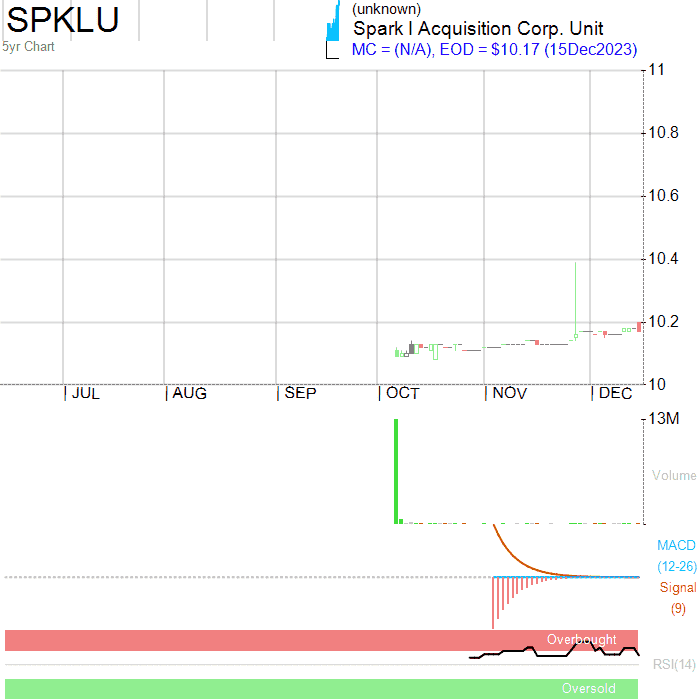 SPKLU
5yr Chart
(unknown)
Spark I Acquisition Corp. Unit
MC = (N/A), EOD = $10.17 (15Dec2023)
11
10.8
10.6
10.4
10.2
10
| JUL | AUG | SEP | OCT | NOV | DEC
13M
Volume
MACD
(12-26)
Signal
(9)
Overbought
RSI(14)
Oversold